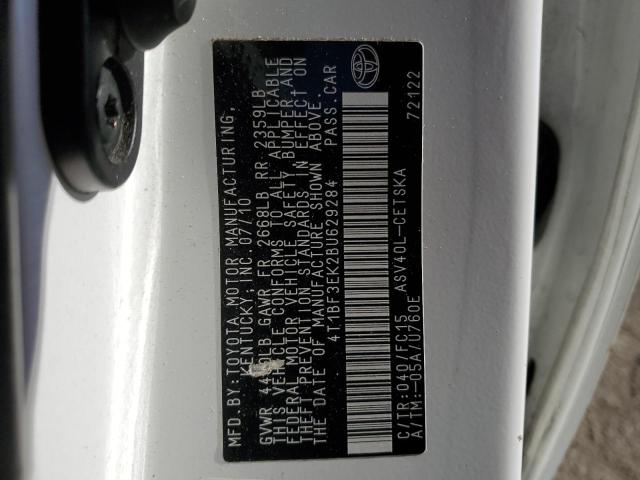 MFD. BY: TOYOTA MOTOR MANUFACTURING,
KENTUCKY, INC. 07/10
GVWR LB GAWR FR 2668LB RR 2359LB
THIS VEHICLE CONFORMS TO ALL APPLICABLE
FEDERAL MOTOR VEHICLE SAFETY, BUMPER AND
THEFT PREVENTION STANDARDS IN EFFECT ON
THE DATE OF MANUFACTURE SHOWN ABOVE.
4T1BF3EK2BU629284 PASS. CAR
C/TR:040/FC15 ASV40L-CETSKA
A/TM:-05A/U760E 72122